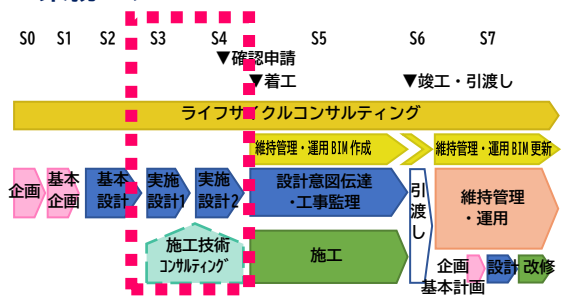 S0 S1 S2 S3 S4 S5 S6 S7
▼確認申請
▼着工 ▼竣工・引渡し
ライフサイクルコンサルティング
維持管理・運用BIM作成 維持管理・運用BIM更新
企画
基本
企画
基本
設計
実施
設計1
実施
設計2
設計意図伝達
・工事監理
引渡し
維持管理
・運用
施工技術
コンサルティング
施工
企画 設計 改修
基本計画